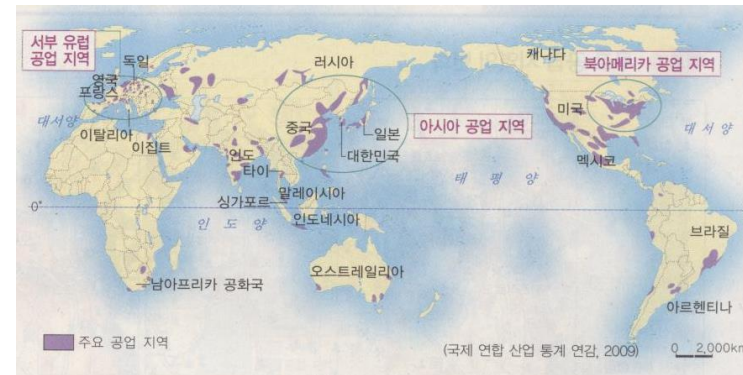 서부 유럽
공업 지역
독일
영국
프랑스
대서양
이탈리아
이집트
러시아
캐나다
북아메리카 공업 지역
미국
대서양
중국
아시아 공업 지역
일본
대한민국
멕시코
인도
타이
태평양
말레이시아
싱가포르
0°
인도양
인도네시아
브라질
오스트레일리아
남아프리카 공화국
아르헨티나
주요 공업 지역
(국제 연합 산업 통계 연감, 2009)
0 2,000km